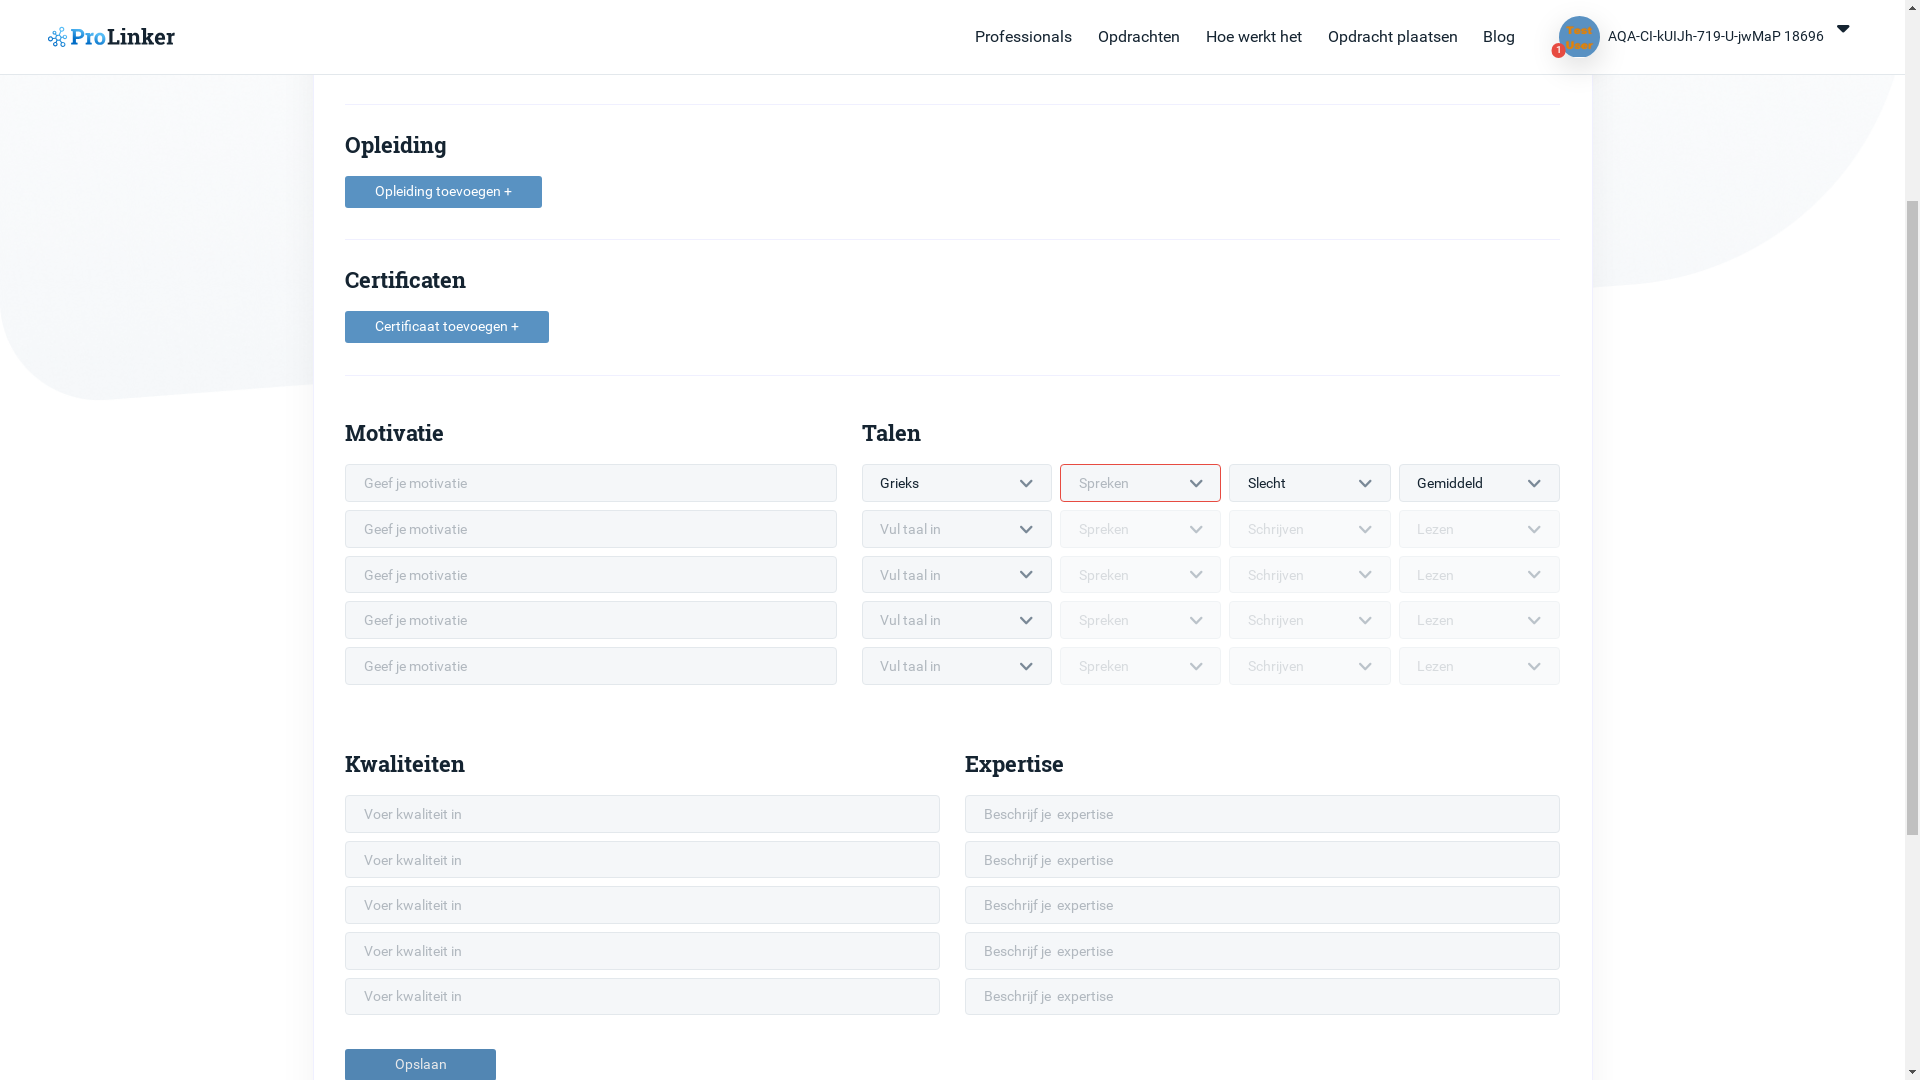 ProLinker
Professionals Opdrachten Hoe werkt het Opdracht plaatsen Blog
Test User
1
AQA-CI-kUIJh-719-U-jwMaP 18696
Opleiding
Opleiding toevoegen +
Certificaten
Certificaat toevoegen +
Motivatie
Geef je motivatie
Geef je motivatie
Geef je motivatie
Geef je motivatie
Geef je motivatie
Talen
Grieks Spreken Slecht Gemiddeld
Vul taal in Spreken Schrijven Lezen
Vul taal in Spreken Schrijven Lezen
Vul taal in Spreken Schrijven Lezen
Vul taal in Spreken Schrijven Lezen
Kwaliteiten
Voer kwaliteit in
Voer kwaliteit in
Voer kwaliteit in
Voer kwaliteit in
Voer kwaliteit in
Expertise
Beschrijf je expertise
Beschrijf je expertise
Beschrijf je expertise
Beschrijf je expertise
Beschrijf je expertise
Opslaan